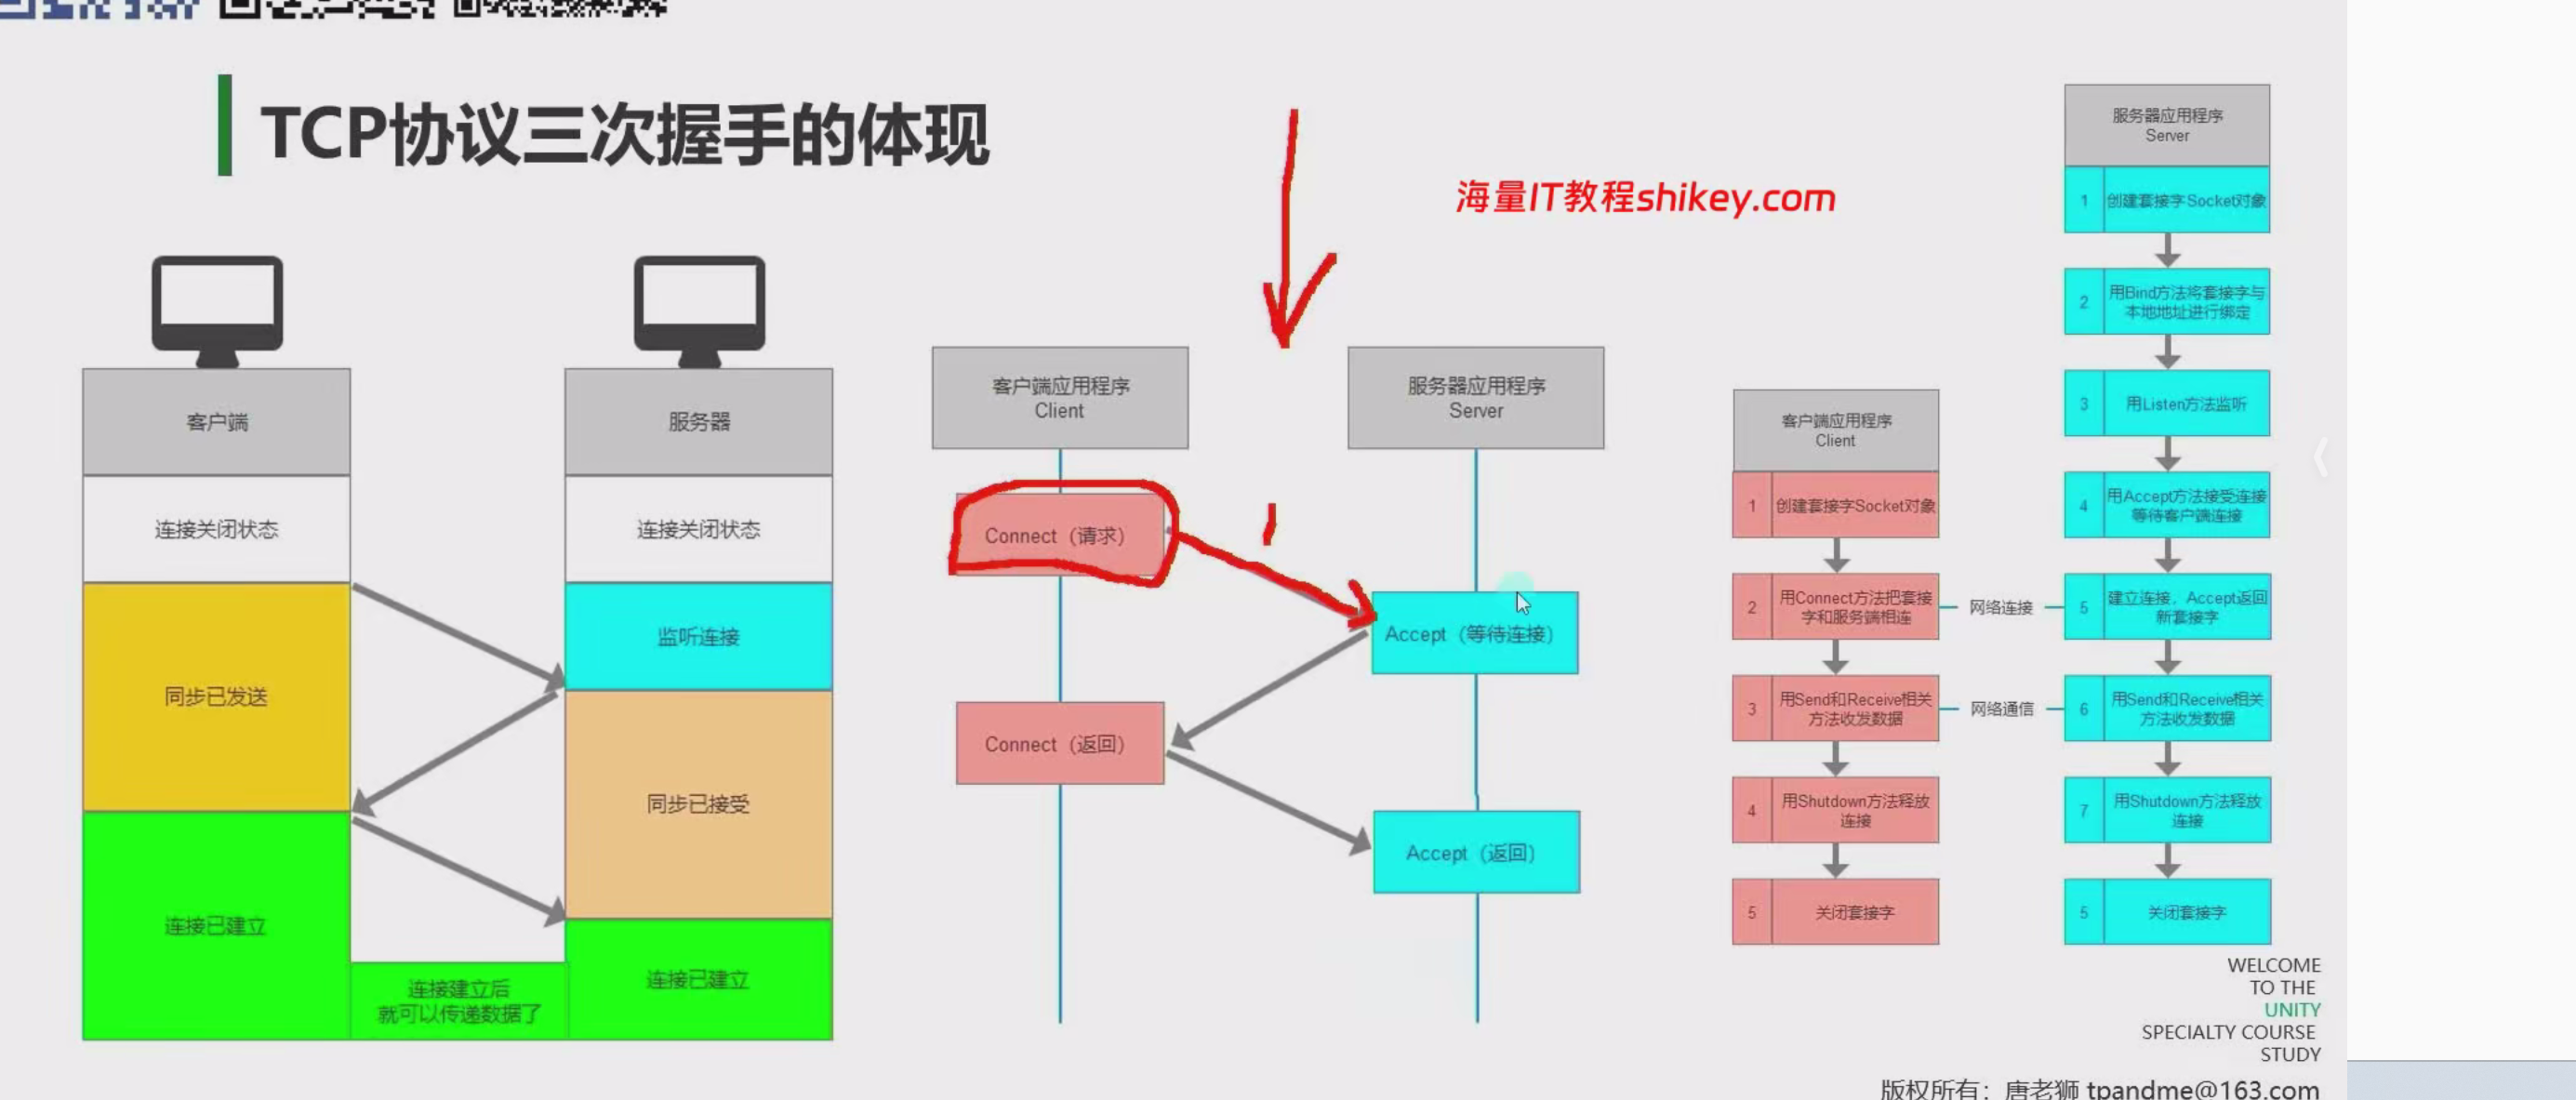 TCP协议三次握手的体现
海量IT教程shikey.com
客户端
连接关闭状态
同步已发送
连接已建立
服务器
连接关闭状态
监听连接
同步已接受
连接已建立
连接建立后
就可以传递数据了
客户端应用程序
Client
Connect（请求）
Connect（返回）
服务器应用程序
Server
1
Accept（等待连接）
Accept（返回）
客户端应用程序
Client
1 创建套接字Socket对象
2 用Connect方法把套接
字和服务端相连
3 用Send和Receive相关
方法收发数据
4 用Shutdown方法释放
连接
5 关闭套接字
网络连接
网络通信
服务器应用程序
Server
1 创建套接字Socket对象
2 用Bind方法将套接字与
本地地址进行绑定
3 用Listen方法监听
4 用Accept方法接受连接
等待客户端连接
5 建立连接，Accept返回
新套接字
6 用Send和Receive相关
方法收发数据
7 用Shutdown方法释放
连接
5 关闭套接字
WELCOME
TO THE
UNITY
SPECIALTY COURSE
STUDY
版权所有：唐老狮 tpandme@163.com